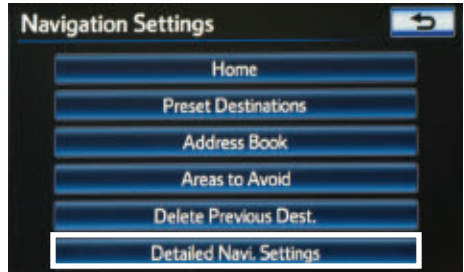 Navigation Settings
Home
Preset Destinations
Address Book
Areas to Avoid
Delete Previous Dest.
Detailed Navi. Settings